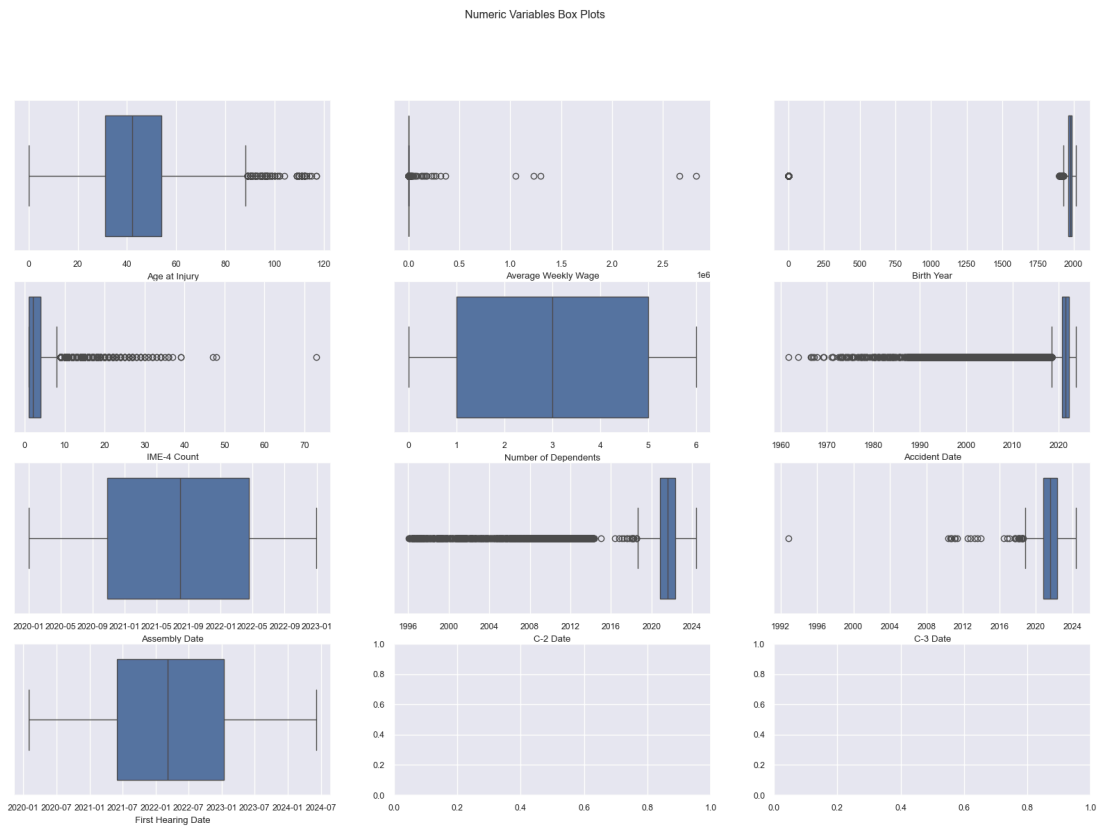 Numeric Variables Box Plots
0 20 40 60 80 100 120
Age at Injury
0.0 0.5 1.0 1.5 2.0 2.5
1e6
Average Weekly Wage
0 250 500 750 1000 1250 1500 1750 2000
Birth Year
0 10 20 30 40 50 60 70
IME-4 Count
0 1 2 3 4 5 6
Number of Dependents
1960 1970 1980 1990 2000 2010 2020
Accident Date
2020-01 2020-05 2020-09 2021-01 2021-05 2021-09 2022-01 2022-05 2022-09 2023-01
Assembly Date
1996 2000 2004 2008 2012 2016 2020 2024
C-2 Date
1992 1996 2000 2004 2008 2012 2016 2020 2024
C-3 Date
2020-01 2020-07 2021-01 2021-07 2022-01 2022-07 2023-01 2023-07 2024-01 2024-07
First Hearing Date
1.0
0.8
0.6
0.4
0.2
0.0
0.0 0.2 0.4 0.6 0.8 1.0
1.0
0.8
0.6
0.4
0.2
0.0
0.0 0.2 0.4 0.6 0.8 1.0